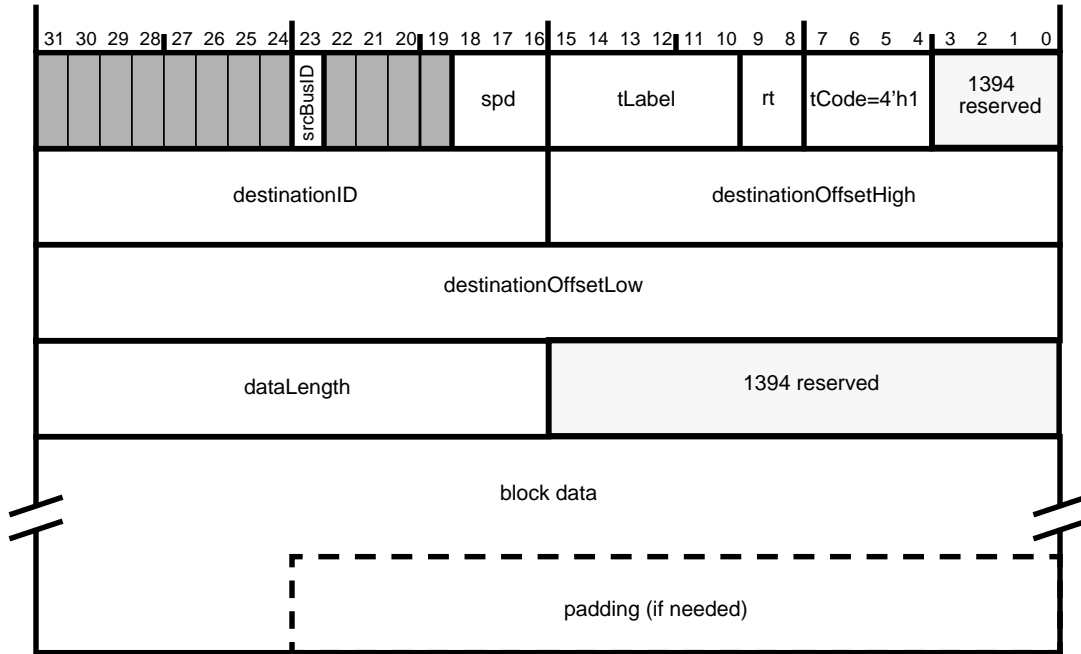 31 30 29 28 27 26 25 24 23 22 21 20 19 18 17 16 15 14 13 12 11 10 9 8 7 6 5 4 3 2 1 0
srcBusID
spd
tLabel
rt
tCode=4'h1
1394
reserved
destinationID
destinationOffsetHigh
destinationOffsetLow
dataLength
1394 reserved
block data
padding (if needed)